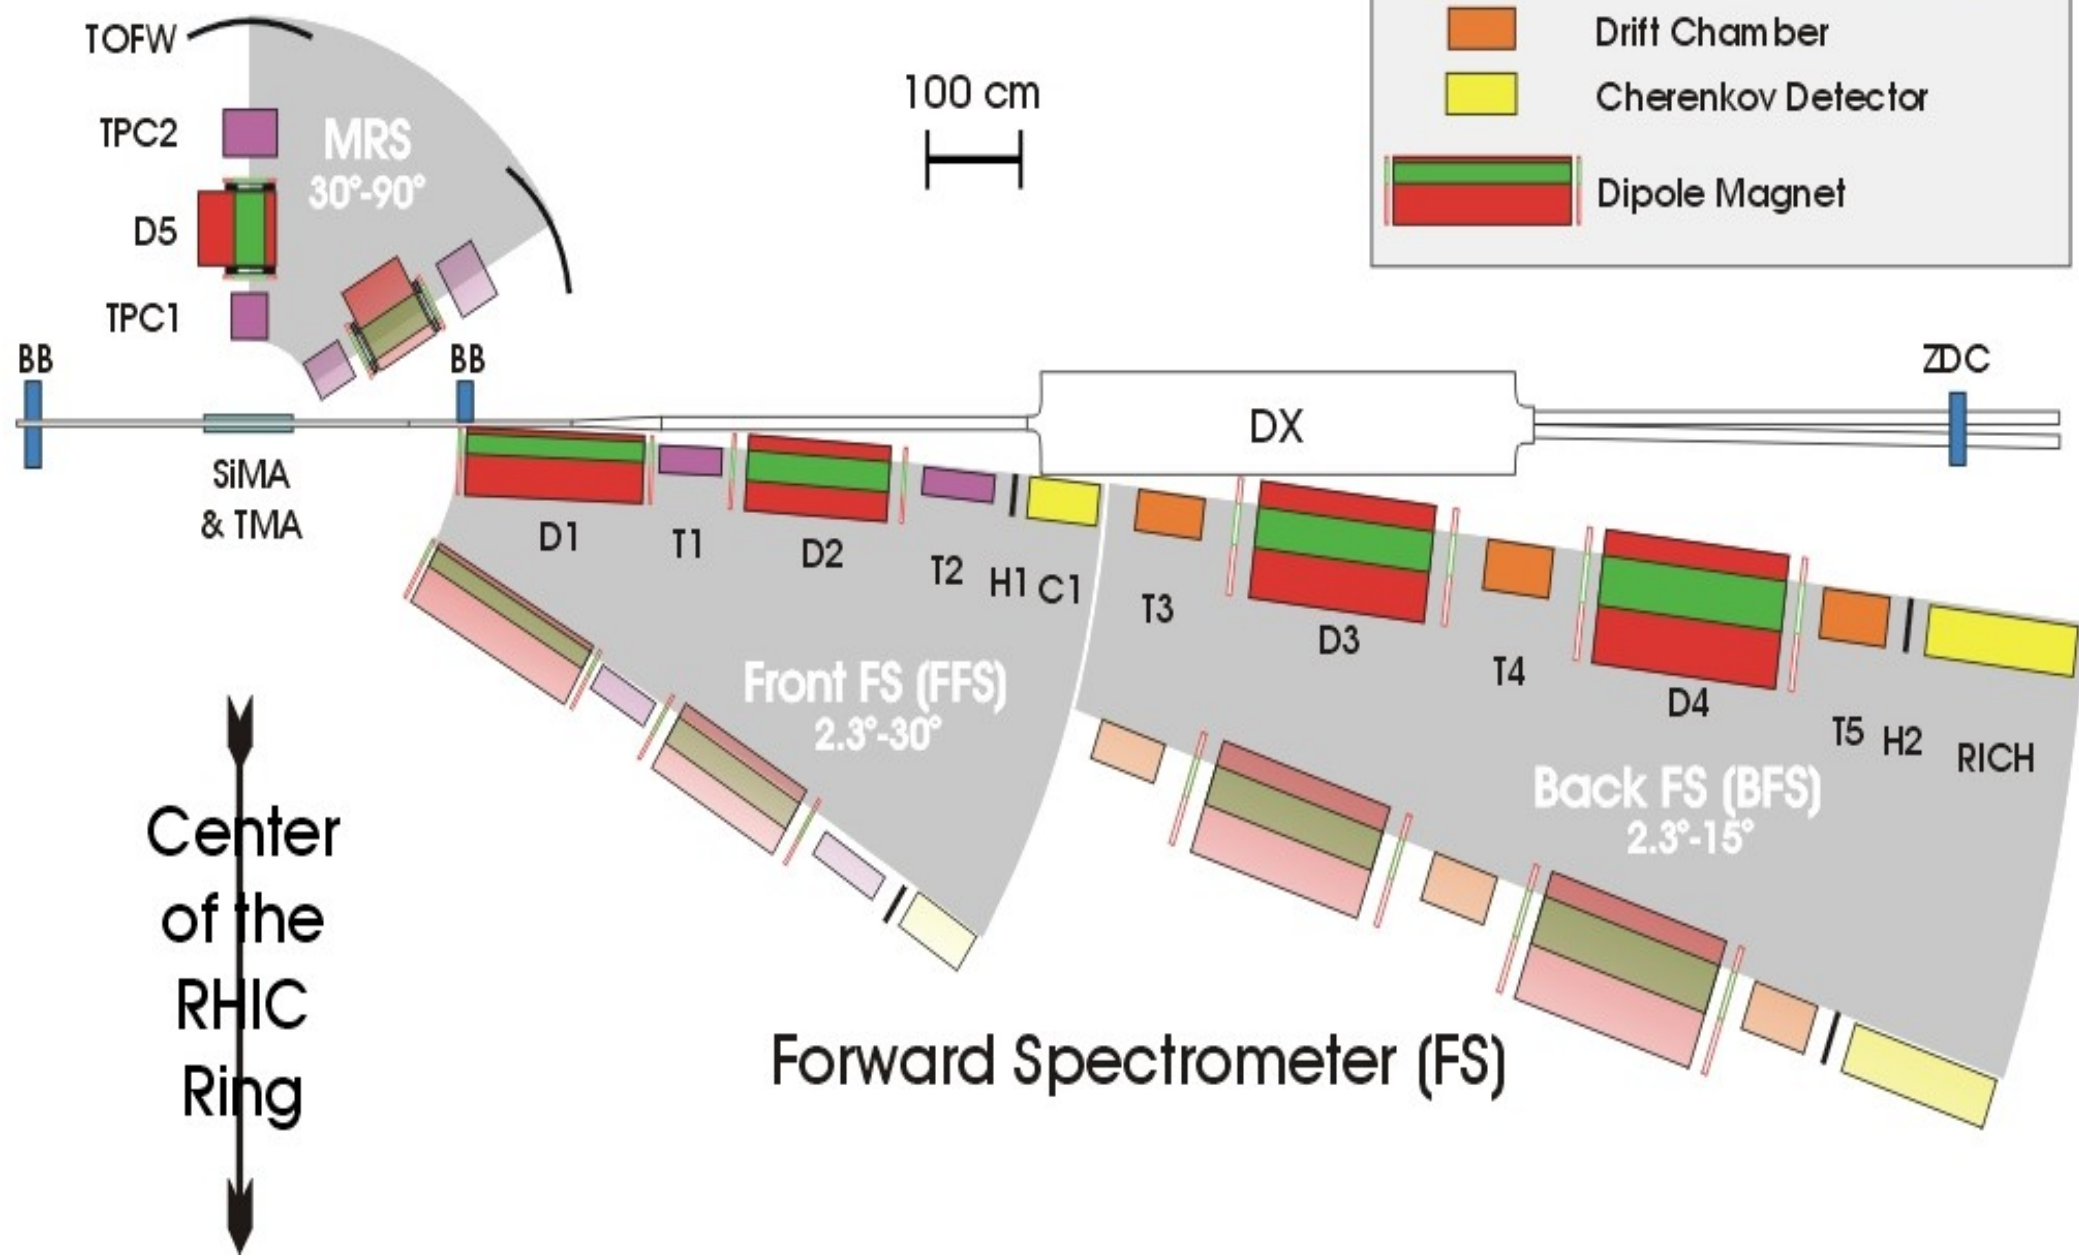 TOFW
TPC2
D5
TPC1
MRS
30°-90°
100 cm
Drift Chamber
Cherenkov Detector
Dipole Magnet
BB
BB
SiMA
& TMA
DX
ZDC
D1
T1
D2
T2
H1
C1
T3
D3
T4
D4
T5
H2
RICH
Front FS (FFS)
2.3°-30°
Back FS (BFS)
2.3°-15°
Center
of the
RHIC
Ring
Forward Spectrometer (FS)